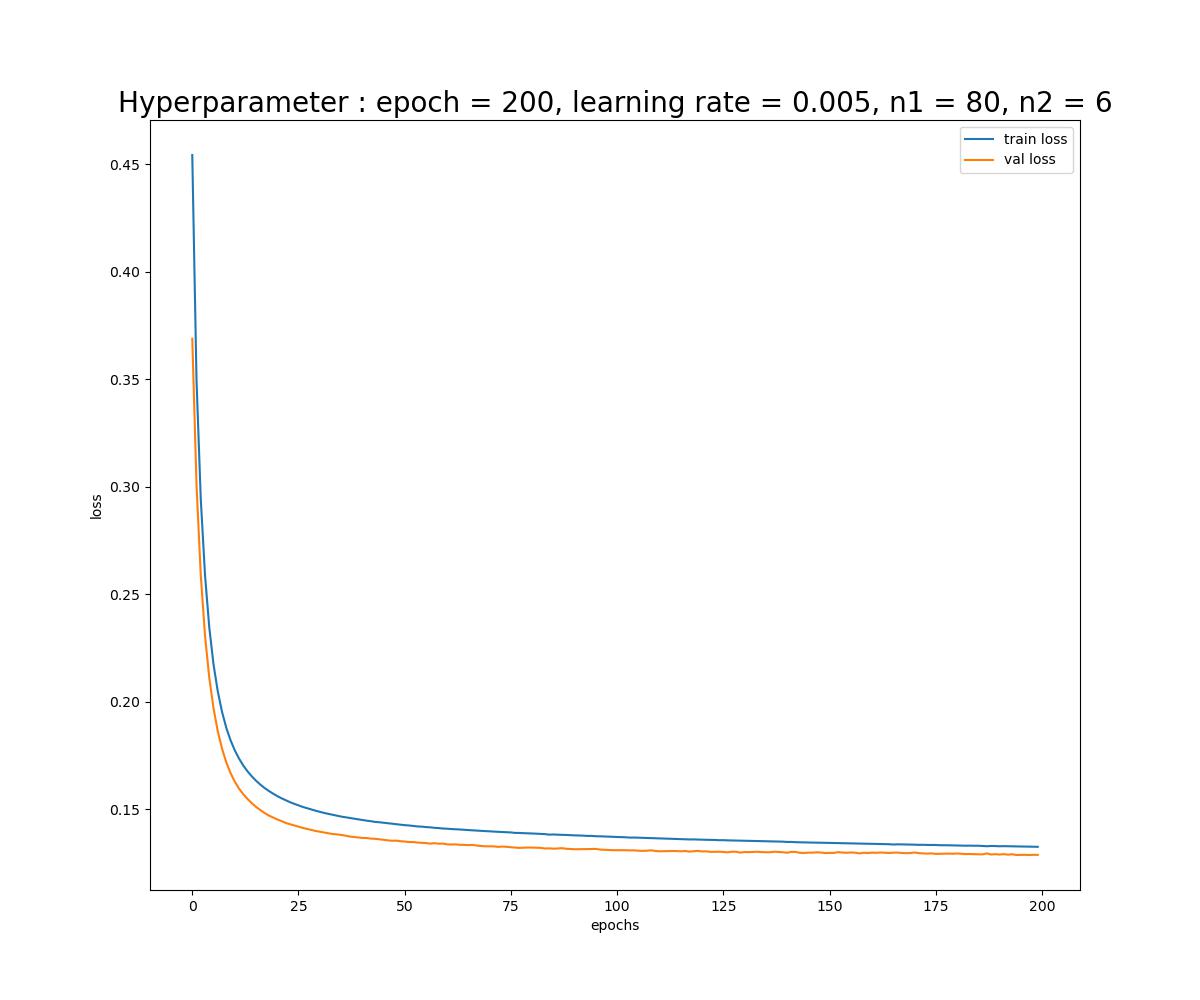 Hyperparameter : epoch = 200, learning rate = 0.005, n1 = 80, n2 = 6
train loss
val loss
0.45
0.40
0.35
0.30
0.25
0.20
0.15
loss
0 25 50 75 100 125 150 175 200
epochs